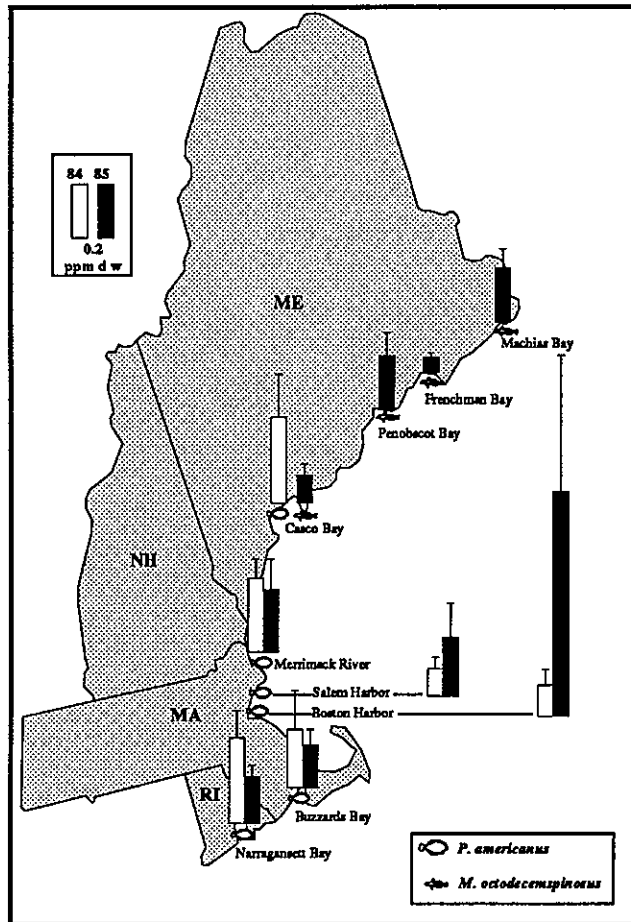 84 85
0.2
ppm d w
ME
Machias Bay
Frenchman Bay
Penobscot Bay
Casco Bay
NH
Merrimack River
Salem Harbor
MA
Boston Harbor
RI
Buzzards Bay
Narragansett Bay
P. americanus
M. octodecemspinosus